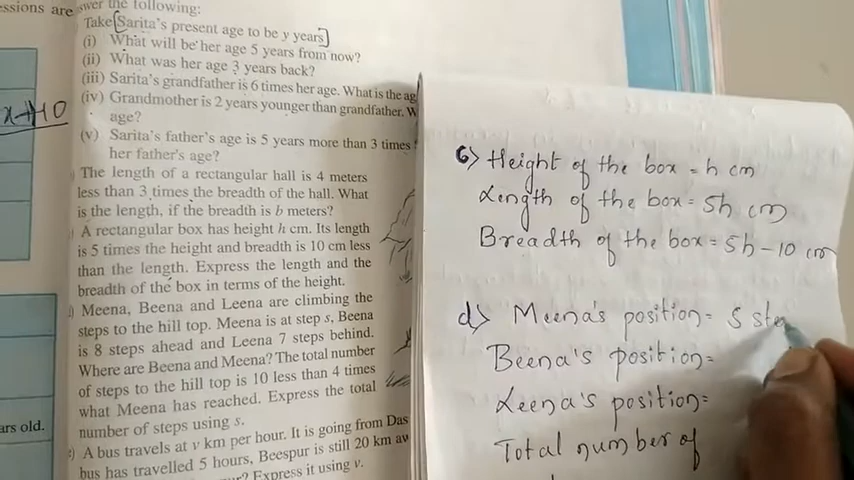 swer the following:
Take Sarita's present age to be y years
(i) What will be her age 5 years from now?
(ii) What was her age 3 years back?
(iii) Sarita's grandfather is 6 times her age. What is the ag
(iv) Grandmother is 2 years younger than grandfather. W
age?
(v) Sarita's father's age is 5 years more than 3 times
her father's age?
The length of a rectangular hall is 4 meters
less than 3 times the breadth of the hall. What
is the length, if the breadth is b meters?
A rectangular box has height h cm. Its length
is 5 times the height and breadth is 10 cm less
than the length. Express the length and the
breadth of the box in terms of the height.
Meena, Beena and Leena are climbing the
steps to the hill top. Meena is at step s, Beena
is 8 steps ahead and Leena 7 steps behind.
Where are Beena and Meena? The total number
of steps to the hill top is 10 less than 4 times
what Meena has reached. Express the total
number of steps using s.
A bus travels at v km per hour. It is going from Das
bus has travelled 5 hours, Beespur is still 20 km aw
? Express it using v.
essions are
x+10
ars old.
6> Height of the box = h cm
Length of the box = 5h cm
Breadth of the box = 5h - 10 cm
d> Meena's position = s step
Beena's position =
Leena's position =
Total number of